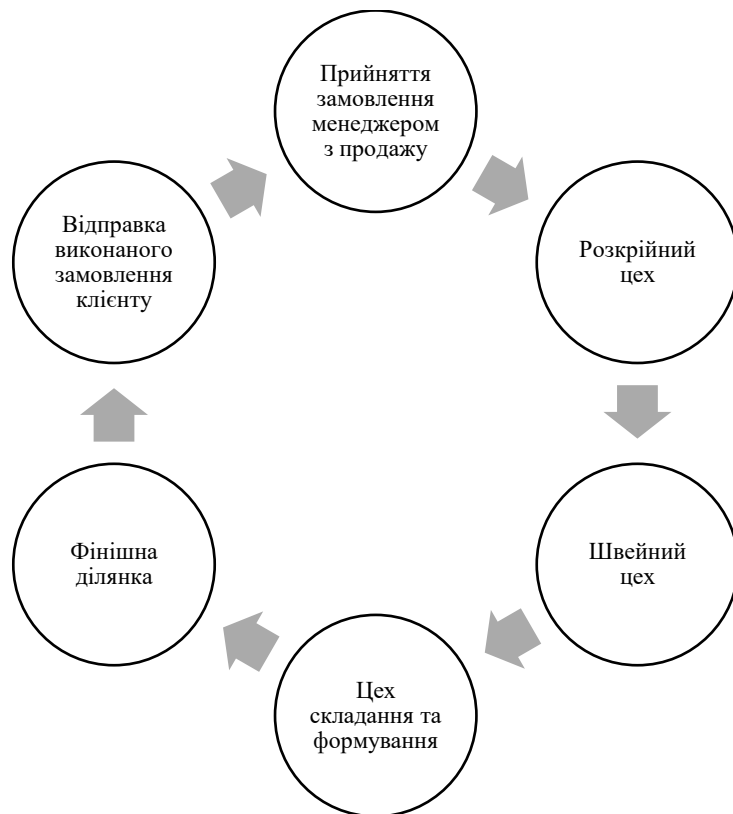 Прийняття
замовлення
менеджером
з продажу
Розкрійний
цех
Швейний
цех
Цех
складання та
формування
Фінішна
ділянка
Відправка
виконаного
замовлення
клієнту